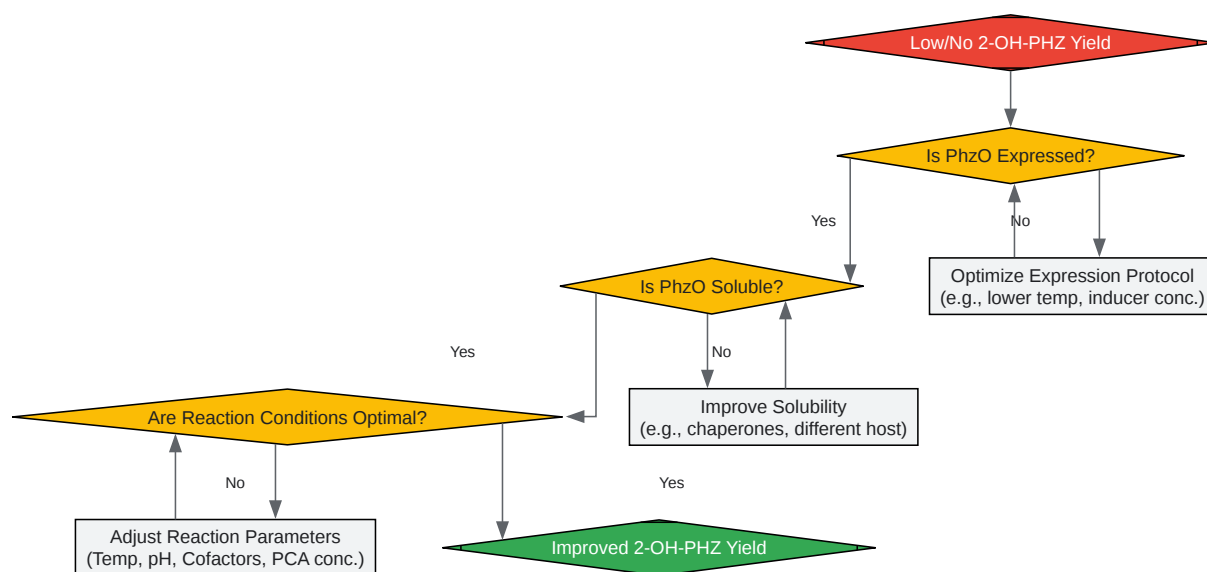 Low/No 2-OH-PHZ Yield
Is PhzO Expressed?
Yes
No
Optimize Expression Protocol
(e.g., lower temp, inducer conc.)
Is PhzO Soluble?
Yes
No
Improve Solubility
(e.g., chaperones, different host)
Are Reaction Conditions Optimal?
No
Yes
Adjust Reaction Parameters
(Temp, pH, Cofactors, PCA conc.)
Improved 2-OH-PHZ Yield